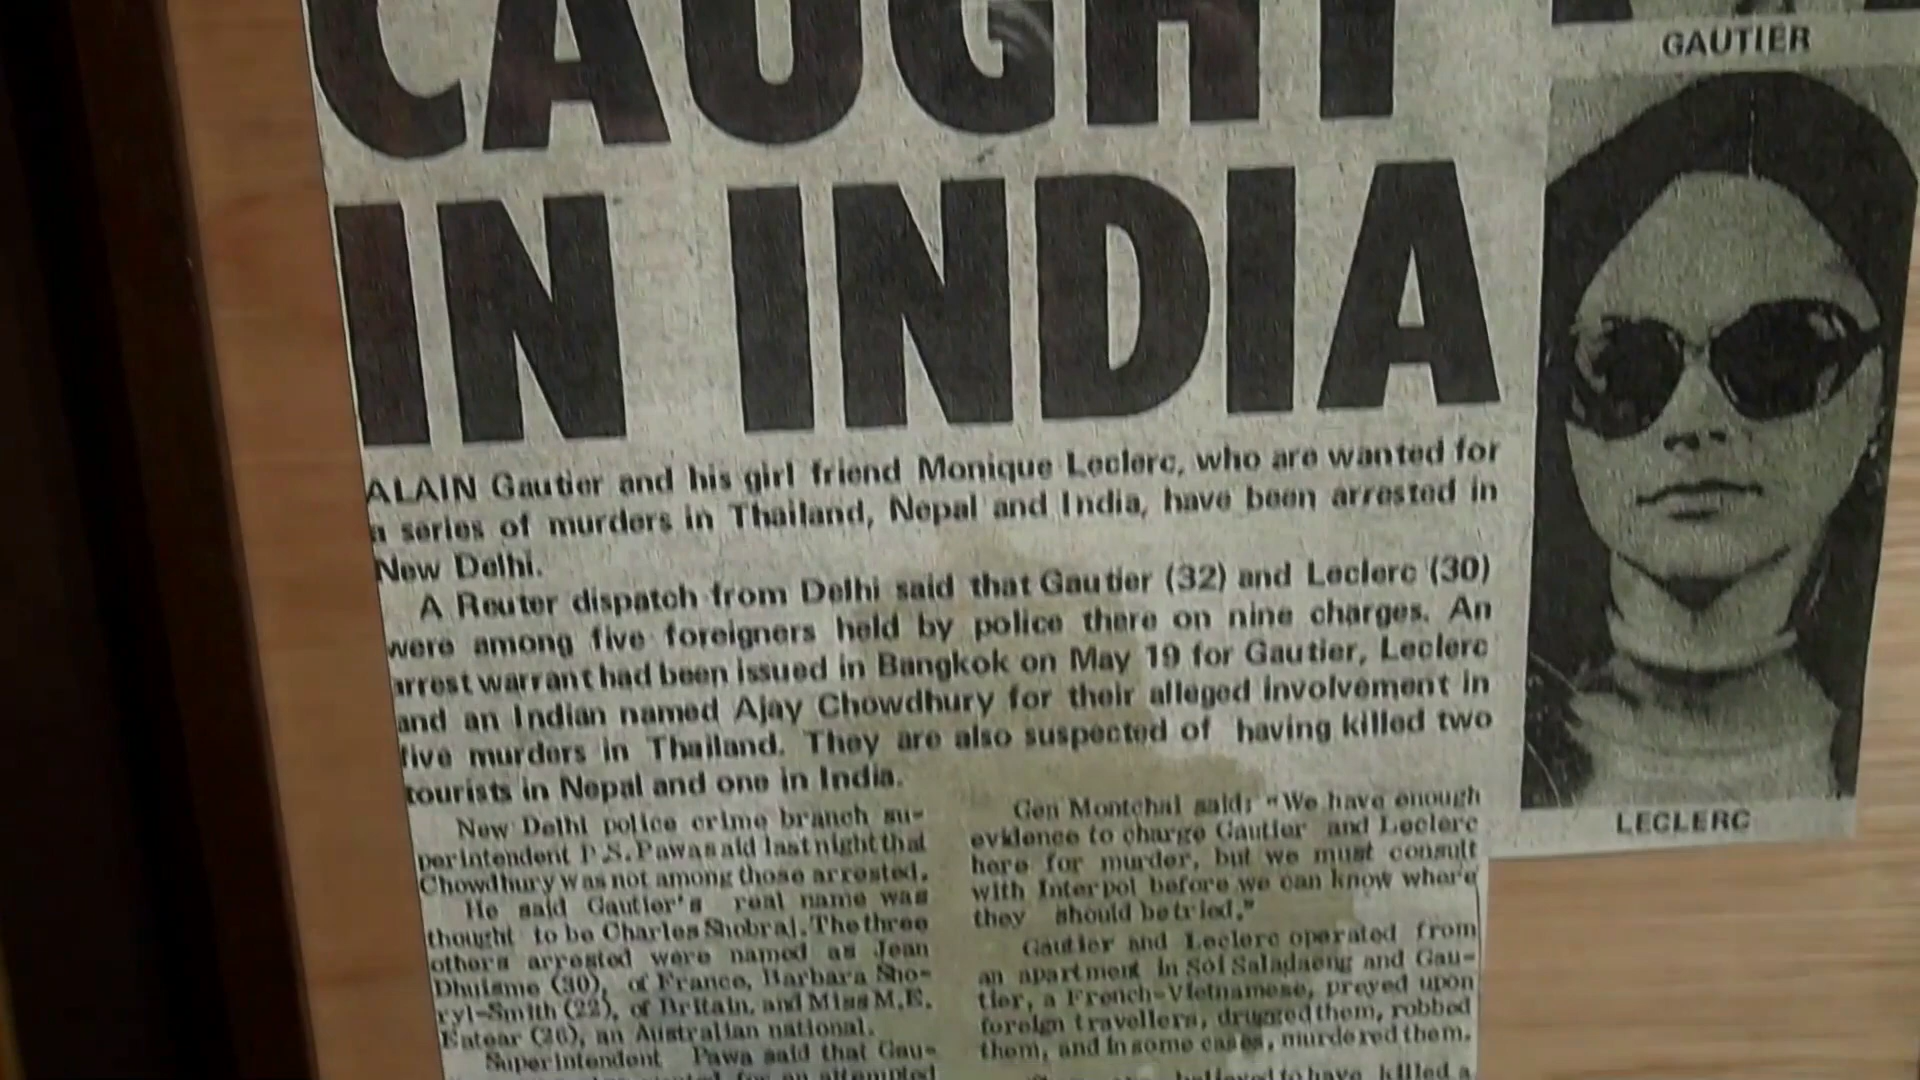 CAUGHT
IN INDIA
GAUTIER
LECLERC
ALAIN Gautier and his girl friend Monique Leclerc, who are wanted for
a series of murders in Thailand, Nepal and India, have been arrested in
New Delhi.
A Reuter dispatch from Delhi said that Gautier (32) and Leclerc (30)
were among five foreigners held by police there on nine charges. An
arrest warrant had been issued in Bangkok on May 19 for Gautier, Leclerc
and an Indian named Ajay Chowdhury for their alleged involvement in
five murders in Thailand. They are also suspected of having killed two
tourists in Nepal and one in India.
New Delhi police crime branch su-
perintendent P.S. Pawa said last night that
Chowdhury was not among those arrested.
He said Gautier's real name was
thought to be Charles Shobraj. The three
others arrested were named as Jean
Dhuisme (30), of France, Barbara Sho-
ryl-Smith (22), of Britain, and Miss M.E.
Eatear (26), an Australian national.
Superintendent Pawa said that Gau-
for an attempted
Gen Montchai said: "We have enough
evidence to charge Gautier and Leclerc
here for murder, but we must consult
with Interpol before we can know where
they should be tried."
Gautier and Leclerc operated from
an apartment in Soi Saladaeng and Gau-
tier, a French-Vietnamese, preyed upon
foreign travellers, drugged them, robbed
them, and in some cases, murdered them.
believed to have killed a